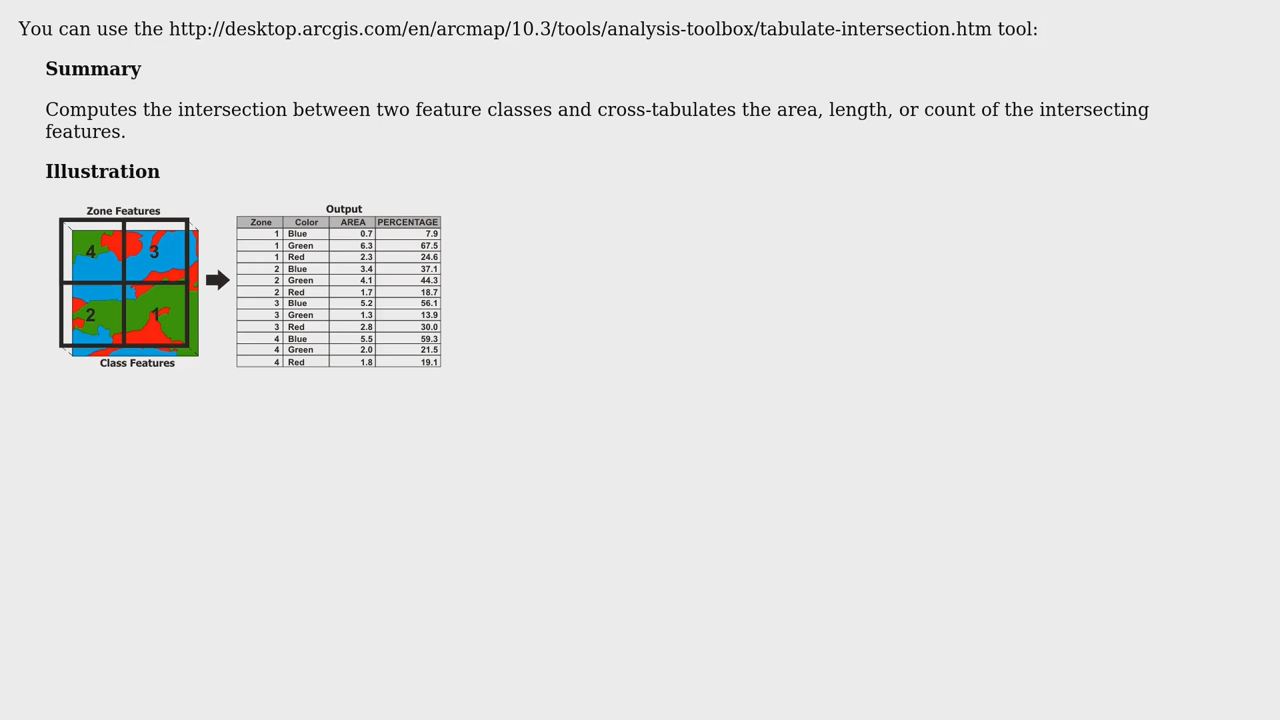 You can use the http://desktop.arcgis.com/en/arcmap/10.3/tools/analysis-toolbox/tabulate-intersection.htm tool:
Summary
Computes the intersection between two feature classes and cross-tabulates the area, length, or count of the intersecting
features.
Illustration
Zone Features
4 3
2 1
Class Features
Output
Zone Color AREA PERCENTAGE
1 Blue 0.7 7.9
1 Green 6.3 67.5
1 Red 2.3 24.6
2 Blue 3.4 37.1
2 Green 4.1 44.3
2 Red 1.7 18.7
3 Blue 5.2 56.1
3 Green 1.3 13.9
3 Red 2.8 30.0
4 Blue 5.5 59.3
4 Green 2.0 21.5
4 Red 1.8 19.1